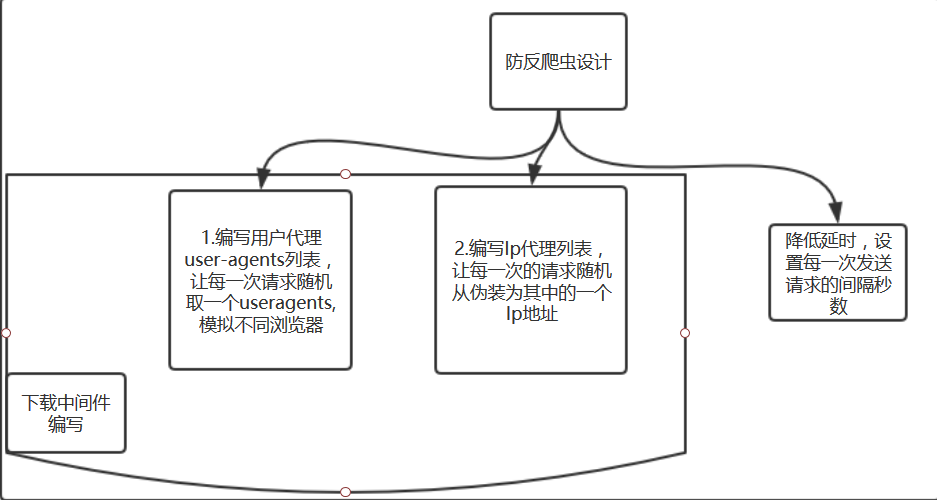 防反爬虫设计
1.编写用户代理
user-agents列表，
让每一次请求随机
取一个useragents,
模拟不同浏览器
2.编写Ip代理列表，
让每一次的请求随机
从伪装为其中的一个
Ip地址
降低延时，设
置每一次发送
请求的间隔秒
数
下载中间件
编写